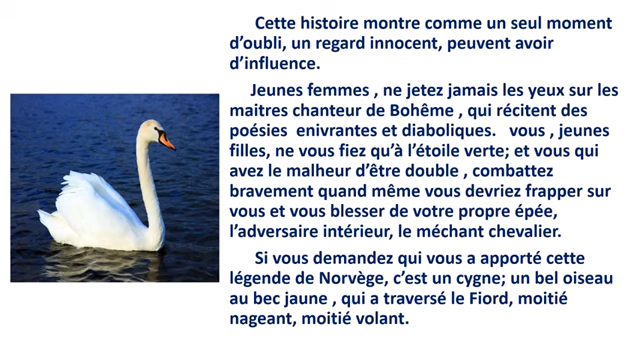 Cette histoire montre comme un seul moment
d’oubli, un regard innocent, peuvent avoir
d’influence.
Jeunes femmes , ne jetez jamais les yeux sur les
maitres chanteur de Bohême , qui récitent des
poésies  enivrantes et diaboliques.   vous , jeunes
filles, ne vous fiez qu’à l’étoile verte; et vous qui
avez le malheur d’être double , combattez
bravement quand même vous devriez frapper sur
vous et vous blesser de votre propre épée,
l’adversaire intérieur, le méchant chevalier.
Si vous demandez qui vous a apporté cette
légende de Norvège, c’est un cygne; un bel oiseau
au bec jaune , qui a traversé le Fiord, moitié
nageant, moitié volant.